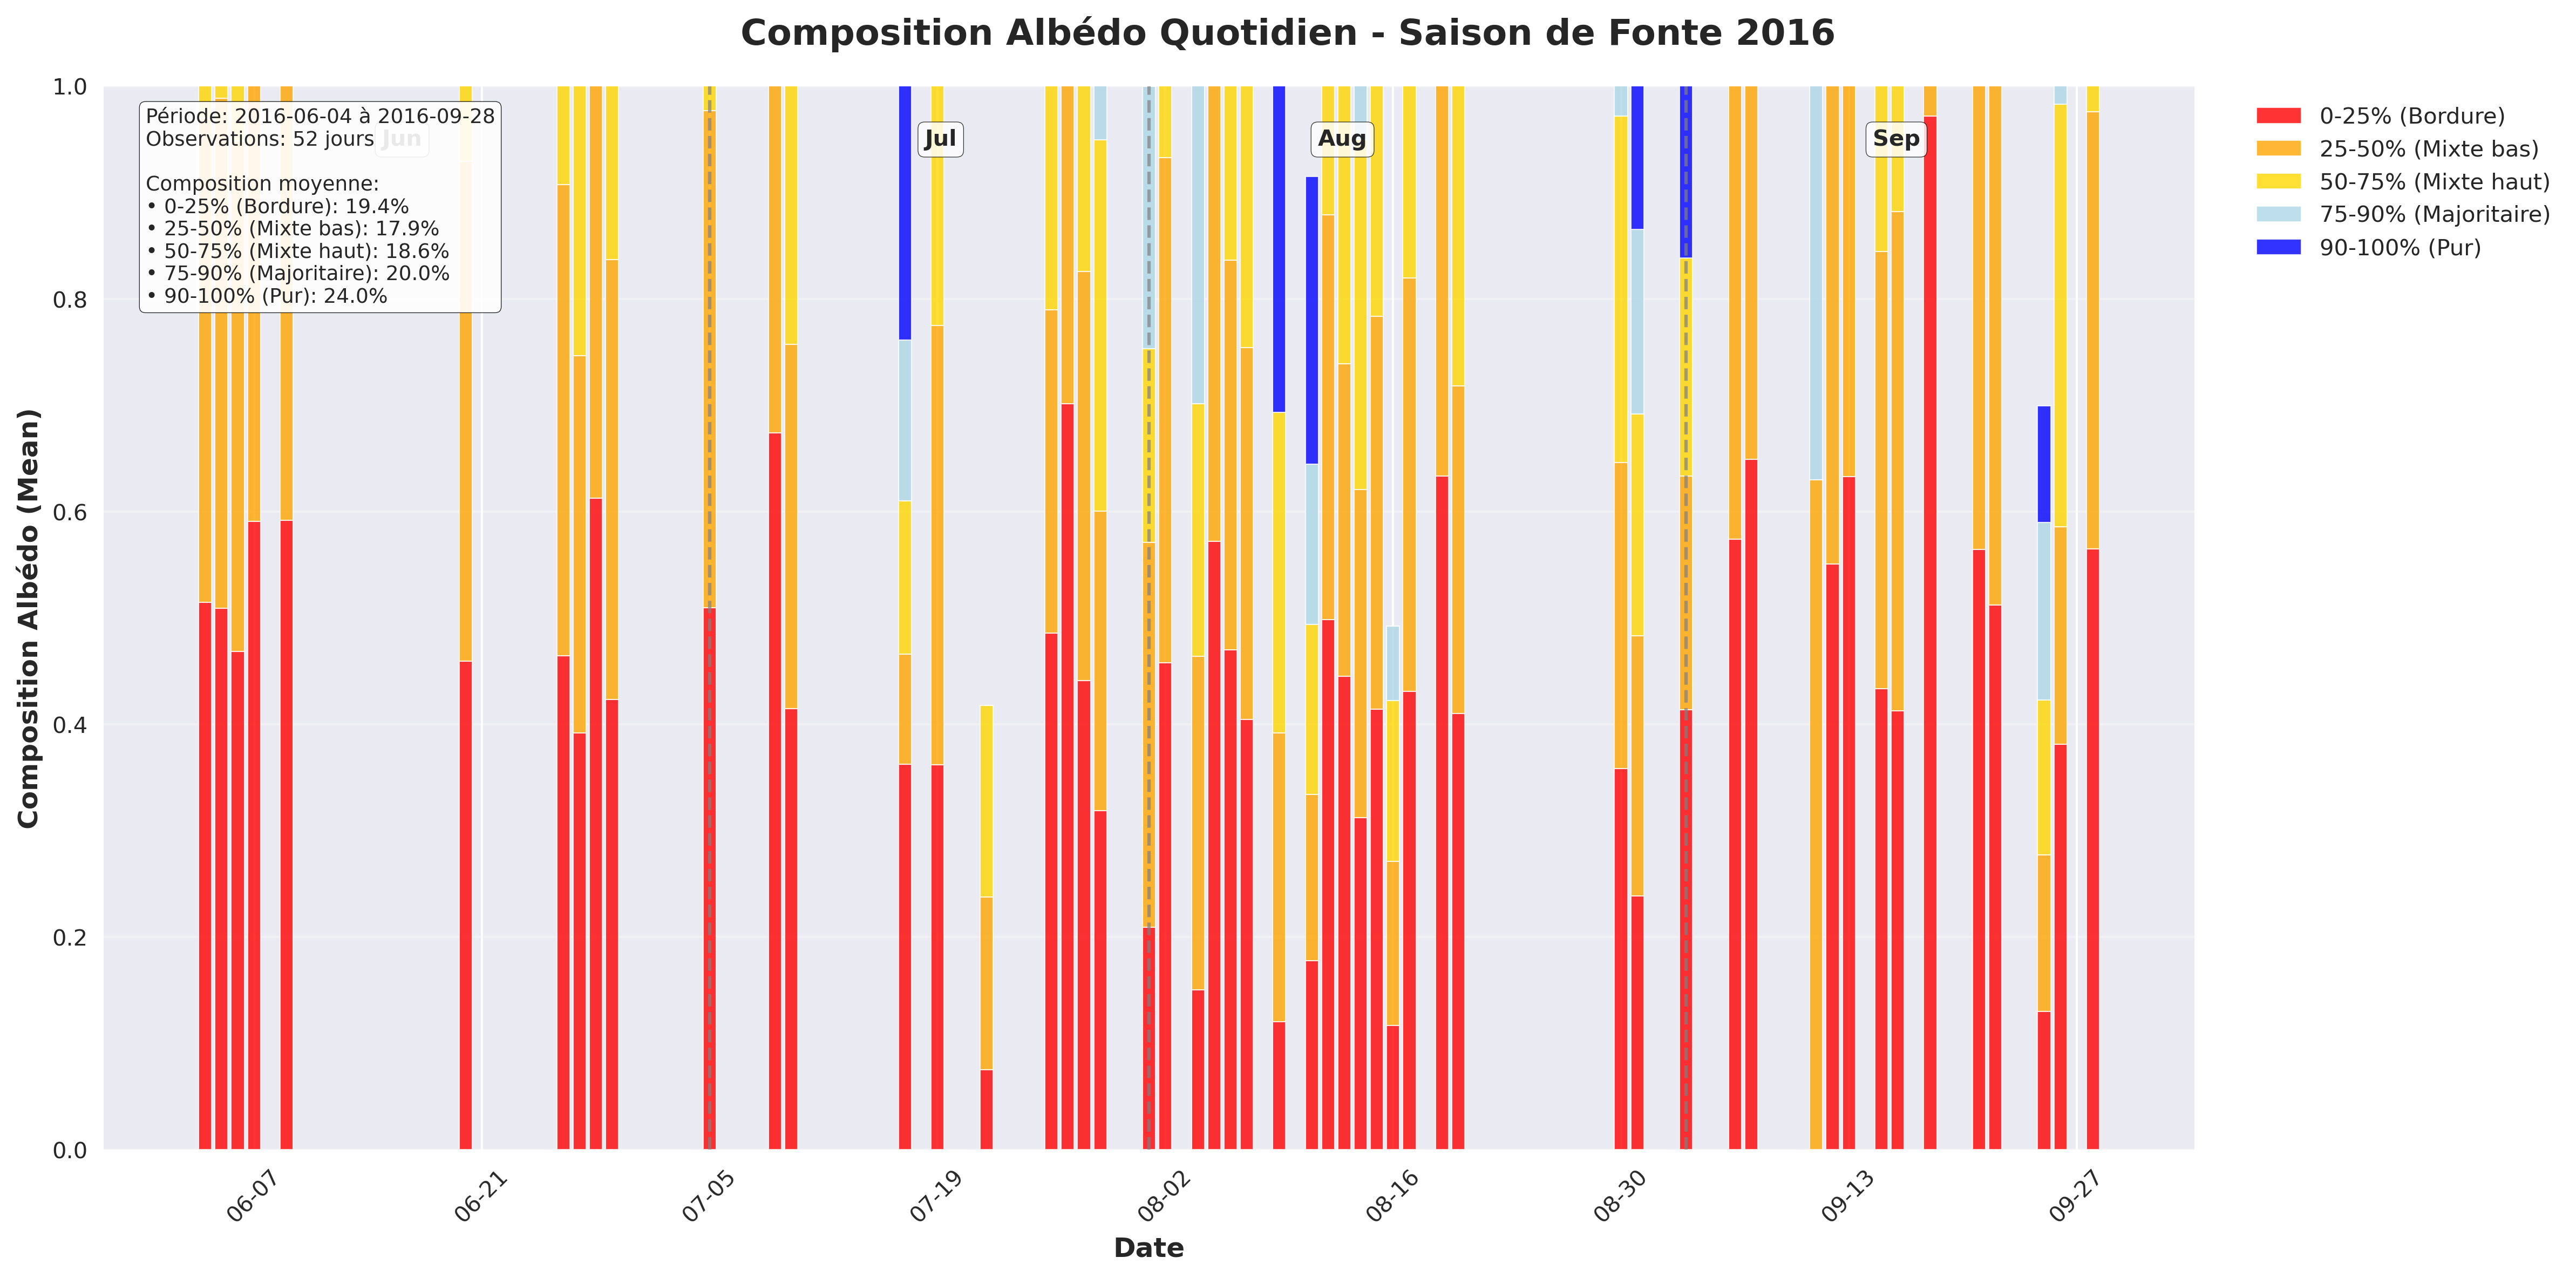 Composition Albédo Quotidien - Saison de Fonte 2016
Composition Albédo (Mean)
1.0
0.8
0.6
0.4
0.2
0.0
Période: 2016-06-04 à 2016-09-28
Observations: 52 jours
Composition moyenne:
• 0-25% (Bordure): 19.4%
• 25-50% (Mixte bas): 17.9%
• 50-75% (Mixte haut): 18.6%
• 75-90% (Majoritaire): 20.0%
• 90-100% (Pur): 24.0%
Jun
Jul
Aug
Sep
0-25% (Bordure)
25-50% (Mixte bas)
50-75% (Mixte haut)
75-90% (Majoritaire)
90-100% (Pur)
06-07
06-21
07-05
07-19
08-02
08-16
08-30
09-13
09-27
Date